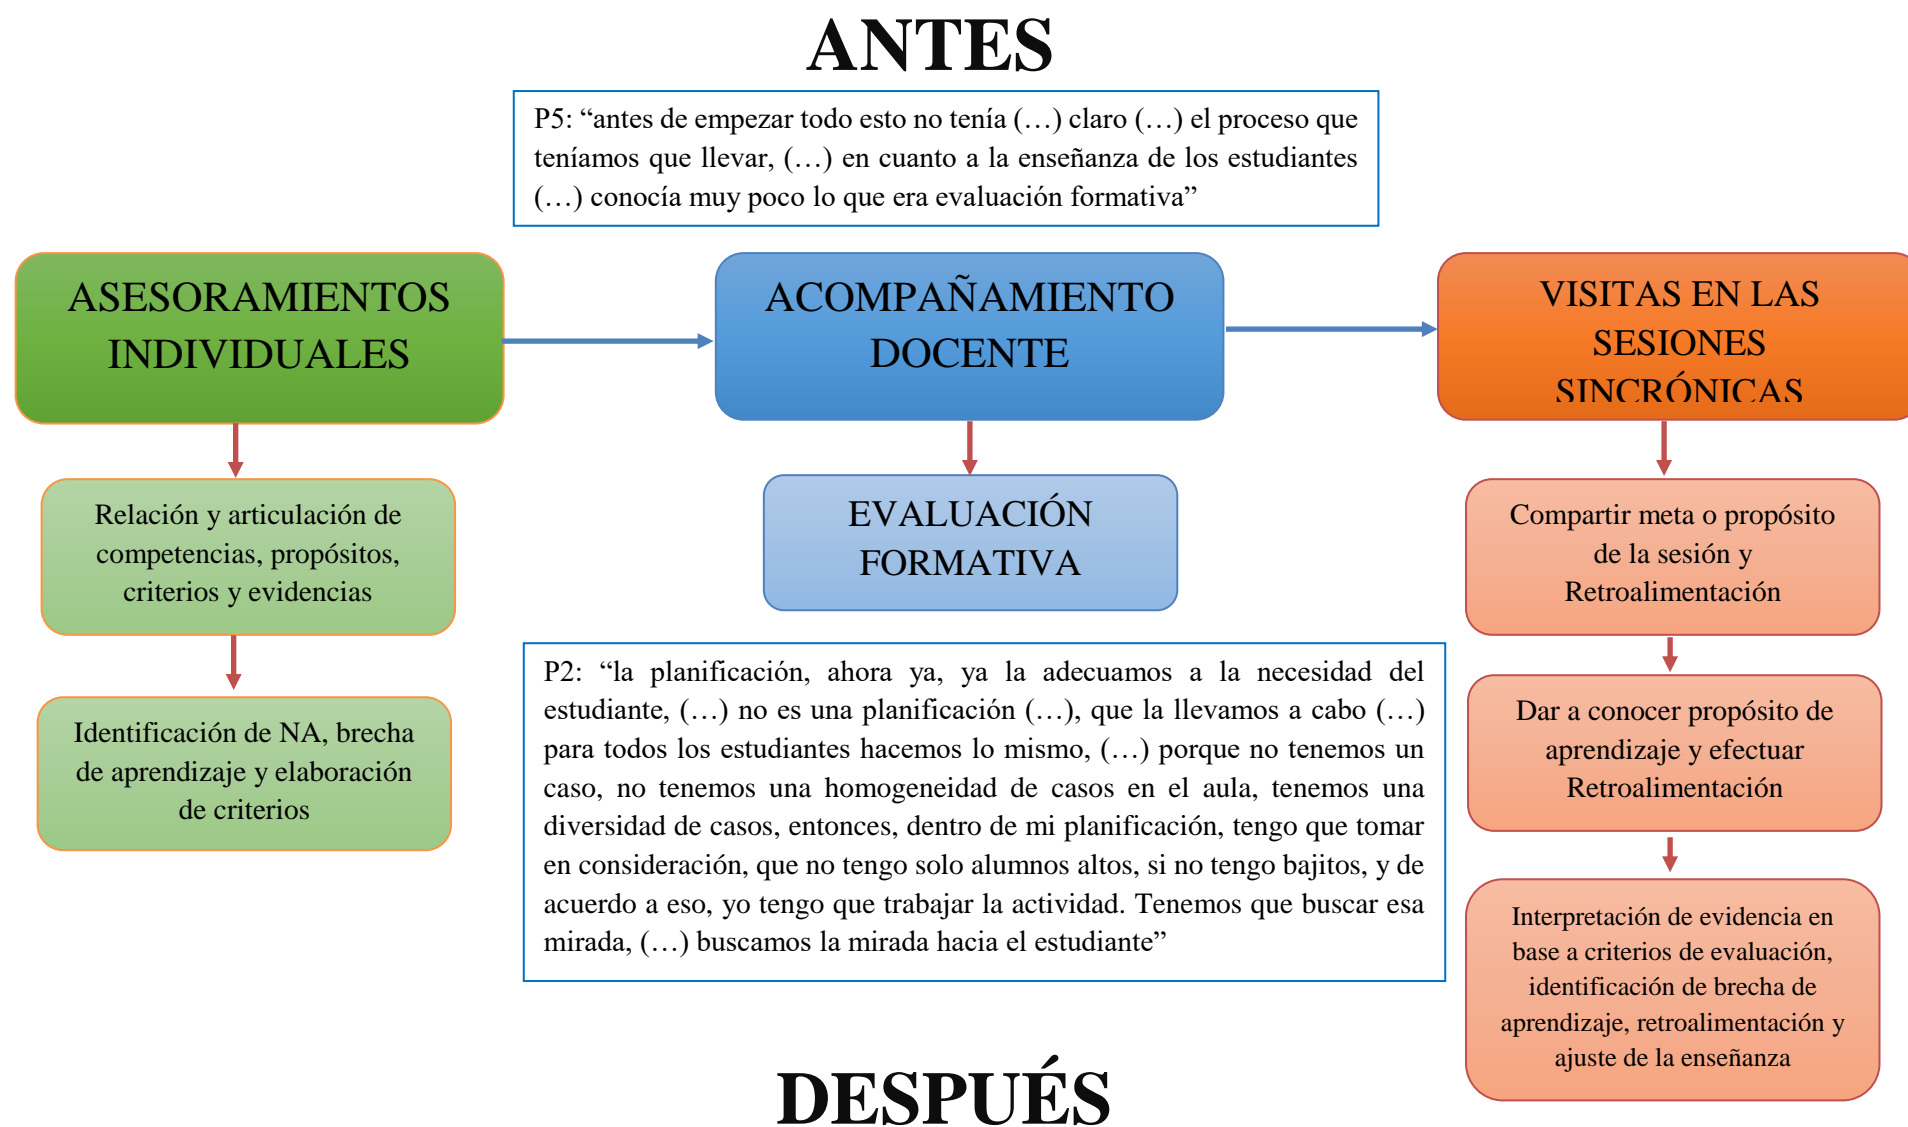 ANTES
P5: “antes de empezar todo esto no tenía (…) claro (…) el proceso que
teníamos que llevar, (…) en cuanto a la enseñanza de los estudiantes
(…) conocía muy poco lo que era evaluación formativa”
ASESORAMIENTOS
INDIVIDUALES
ACOMPAÑAMIENTO
DOCENTE
VISITAS EN LAS
SESIONES
SINCRÓNICAS
Relación y articulación de
competencias, propósitos,
criterios y evidencias
Identificación de NA, brecha
de aprendizaje y elaboración
de criterios
EVALUACIÓN
FORMATIVA
P2: “la planificación, ahora ya, ya la adecuamos a la necesidad del
estudiante, (…) no es una planificación (…), que la llevamos a cabo (…)
para todos los estudiantes hacemos lo mismo, (…) porque no tenemos un
caso, no tenemos una homogeneidad de casos en el aula, tenemos una
diversidad de casos, entonces, dentro de mi planificación, tengo que tomar
en consideración, que no tengo solo alumnos altos, si no tengo bajitos, y de
acuerdo a eso, yo tengo que trabajar la actividad. Tenemos que buscar esa
mirada, (…) buscamos la mirada hacia el estudiante”
Compartir meta o propósito
de la sesión y
Retroalimentación
Dar a conocer propósito de
aprendizaje y efectuar
Retroalimentación
Interpretación de evidencia en
base a criterios de evaluación,
identificación de brecha de
aprendizaje, retroalimentación y
ajuste de la enseñanza
DESPUÉS